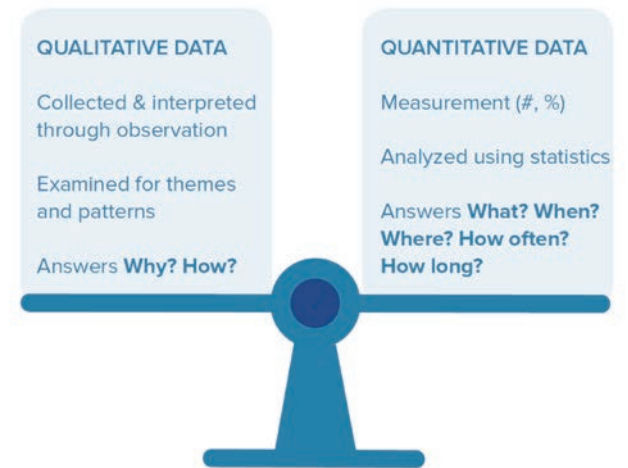 QUALITATIVE DATA
Collected & interpreted
through observation
Examined for themes
and patterns
Answers Why? How?
QUANTITATIVE DATA
Measurement (#, %)
Analyzed using statistics
Answers What? When?
Where? How often?
How long?